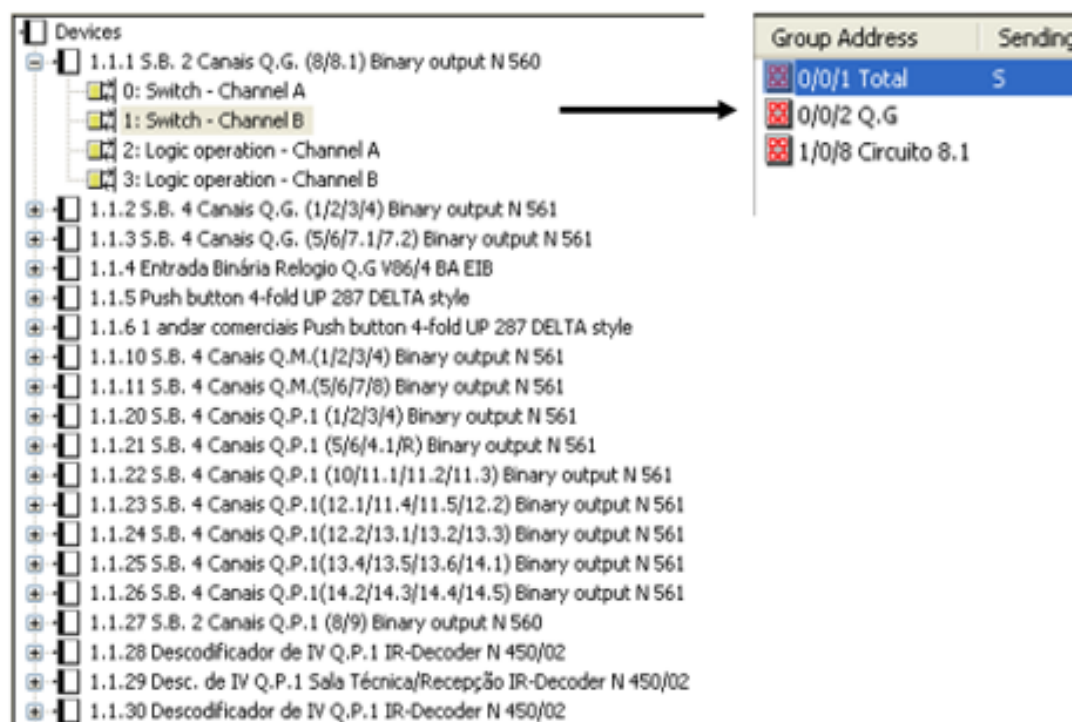 Devices
1.1.1 S.B. 2 Canais Q.G. (8/8.1) Binary output N 560
0: Switch - Channel A
1: Switch - Channel B
2: Logic operation - Channel A
3: Logic operation - Channel B
1.1.2 S.B. 4 Canais Q.G. (1/2/3/4) Binary output N 561
1.1.3 S.B. 4 Canais Q.G. (5/6/7.1/7.2) Binary output N 561
1.1.4 Entrada Binária Relogio Q.G V86/4 BA EIB
1.1.5 Push button 4-fold UP 287 DELTA style
1.1.6 1 andar comerciais Push button 4-fold UP 287 DELTA style
1.1.10 S.B. 4 Canais Q.M.(1/2/3/4) Binary output N 561
1.1.11 S.B. 4 Canais Q.M.(5/6/7/8) Binary output N 561
1.1.20 S.B. 4 Canais Q.P.1 (1/2/3/4) Binary output N 561
1.1.21 S.B. 4 Canais Q.P.1 (5/6/4.1/R) Binary output N 561
1.1.22 S.B. 4 Canais Q.P.1 (10/11.1/11.2/11.3) Binary output N 561
1.1.23 S.B. 4 Canais Q.P.1(12.1/11.4/11.5/12.2) Binary output N 561
1.1.24 S.B. 4 Canais Q.P.1(12.2/13.1/13.2/13.3) Binary output N 561
1.1.25 S.B. 4 Canais Q.P.1(13.4/13.5/13.6/14.1) Binary output N 561
1.1.26 S.B. 4 Canais Q.P.1(14.2/14.3/14.4/14.5) Binary output N 561
1.1.27 S.B. 2 Canais Q.P.1 (8/9) Binary output N 560
1.1.28 Descodificador de IV Q.P.1 IR-Decoder N 450/02
1.1.29 Desc. de IV Q.P.1 Sala Técnica/Recepção IR-Decoder N 450/02
1.1.30 Descodificador de IV Q.P.1 IR-Decoder N 450/02
Group Address Sending
0/0/1 Total S
0/0/2 Q.G
1/0/8 Circuito 8.1